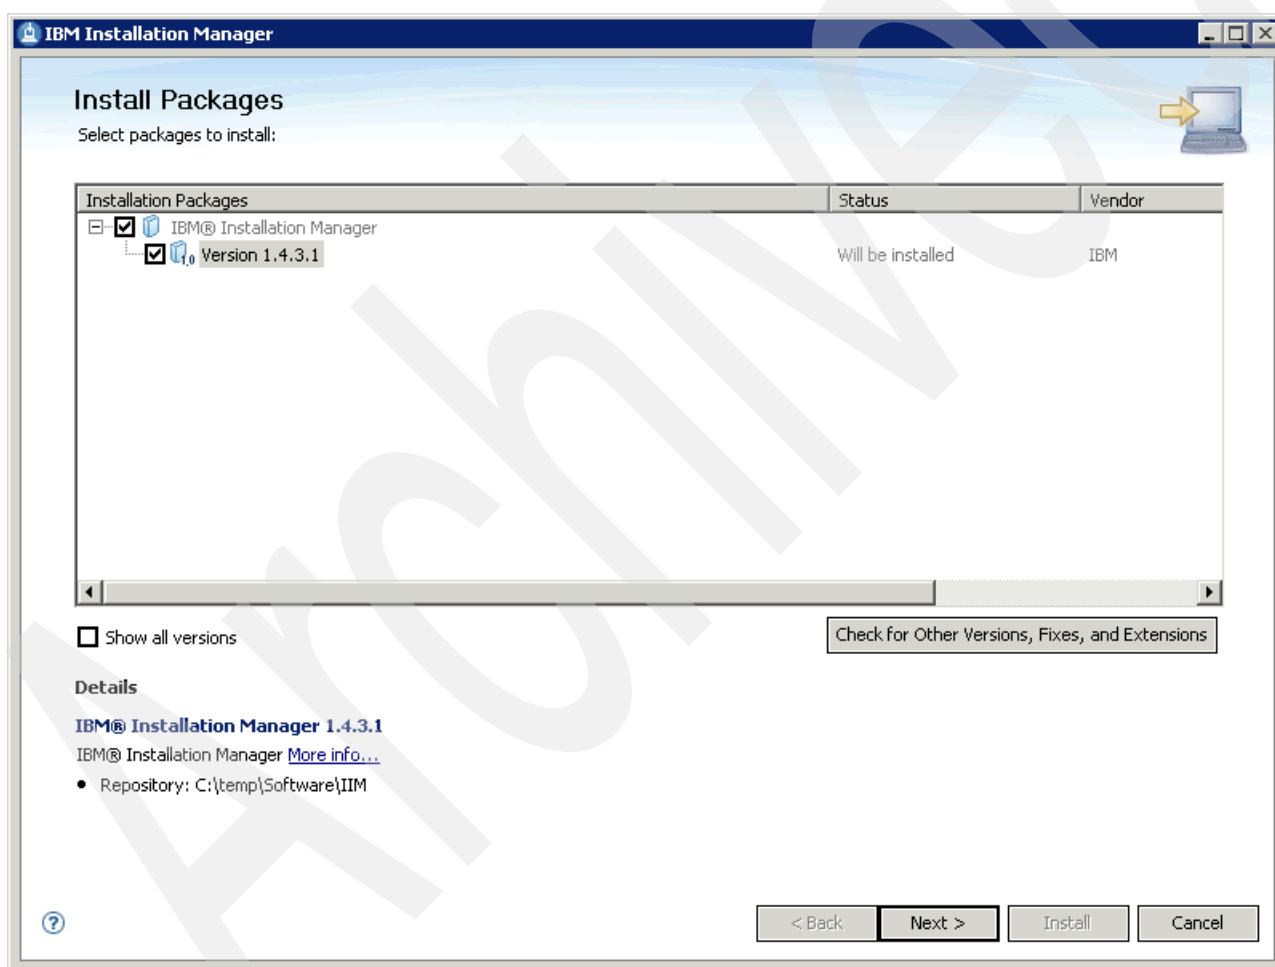 IBM Installation Manager
Install Packages
Select packages to install:
Installation Packages Status Vendor
IBM® Installation Manager
Version 1.4.3.1 Will be installed IBM
Show all versions Check for Other Versions, Fixes, and Extensions
Details
IBM® Installation Manager 1.4.3.1
IBM® Installation Manager More info...
• Repository: C:\temp\Software\IIM
? < Back Next > Install Cancel
Archived